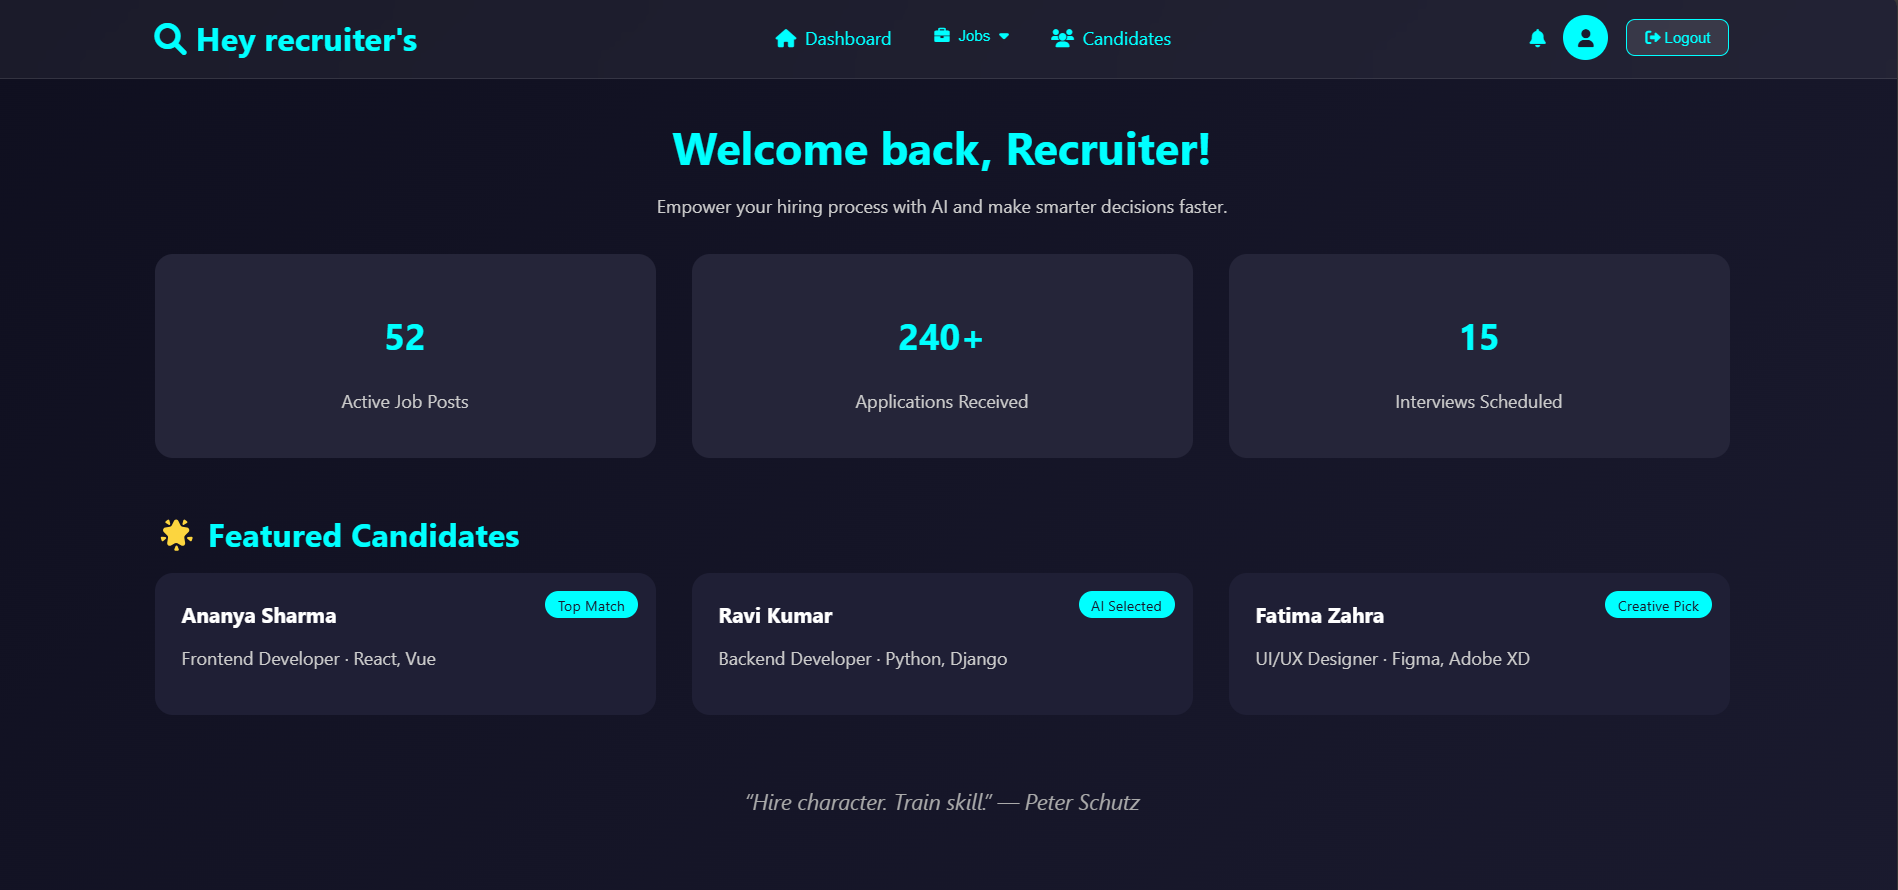 Hey recruiter's
Dashboard
Jobs
Candidates
Logout
Welcome back, Recruiter!
Empower your hiring process with AI and make smarter decisions faster.
52
Active Job Posts
240+
Applications Received
15
Interviews Scheduled
Featured Candidates
Ananya Sharma
Top Match
Frontend Developer · React, Vue
Ravi Kumar
AI Selected
Backend Developer · Python, Django
Fatima Zahra
Creative Pick
UI/UX Designer · Figma, Adobe XD
“Hire character. Train skill.” — Peter Schutz